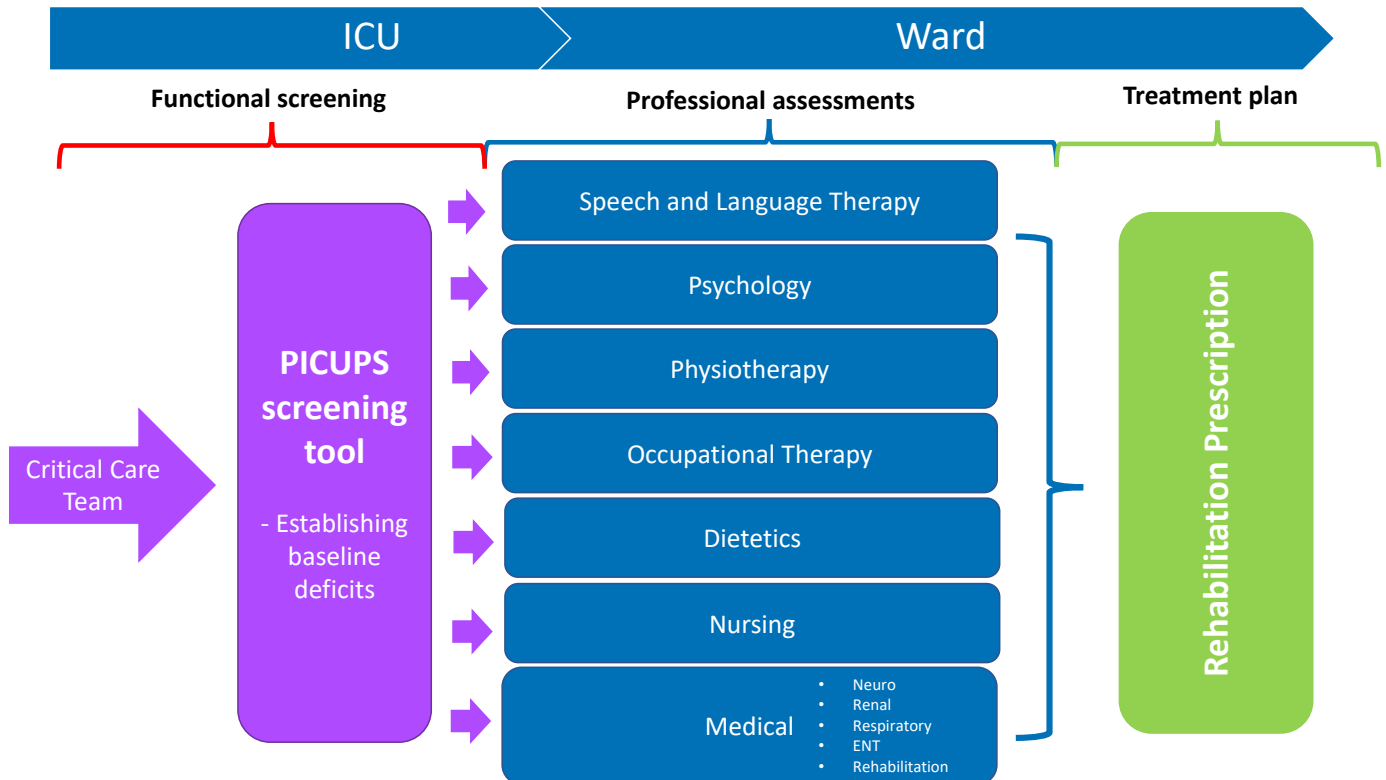 ICU
Ward
Functional screening
Professional assessments
Treatment plan
Critical Care
Team
PICUPS
screening
tool
- Establishing
baseline
deficits
Speech and Language Therapy
Psychology
Physiotherapy
Occupational Therapy
Dietetics
Nursing
Medical
• Neuro
• Renal
• Respiratory
• ENT
• Rehabilitation
Rehabilitation Prescription